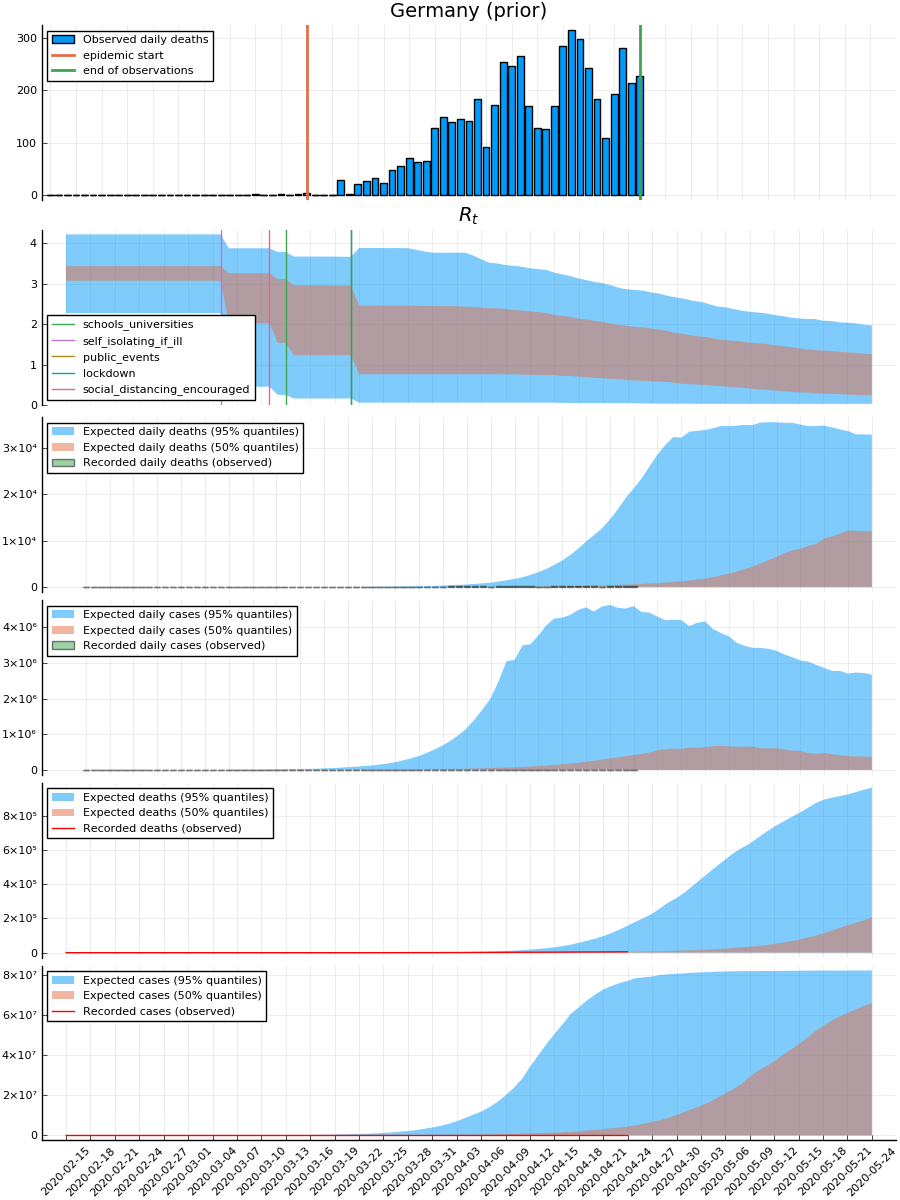 Germany (prior)
300
200
100
0
Observed daily deaths
epidemic start
end of observations
Rₜ
4
3
2
1
0
schools_universities
self_isolating_if_ill
public_events
lockdown
social_distancing_encouraged
3×10⁴
2×10⁴
1×10⁴
0
Expected daily deaths (95% quantiles)
Expected daily deaths (50% quantiles)
Recorded daily deaths (observed)
4×10⁶
3×10⁶
2×10⁶
1×10⁶
0
Expected daily cases (95% quantiles)
Expected daily cases (50% quantiles)
Recorded daily cases (observed)
8×10⁵
6×10⁵
4×10⁵
2×10⁵
0
Expected deaths (95% quantiles)
Expected deaths (50% quantiles)
Recorded deaths (observed)
8×10⁷
6×10⁷
4×10⁷
2×10⁷
0
Expected cases (95% quantiles)
Expected cases (50% quantiles)
Recorded cases (observed)
2020-02-15
2020-02-18
2020-02-21
2020-02-24
2020-02-27
2020-03-01
2020-03-04
2020-03-07
2020-03-10
2020-03-13
2020-03-16
2020-03-19
2020-03-22
2020-03-25
2020-03-28
2020-03-31
2020-04-03
2020-04-06
2020-04-09
2020-04-12
2020-04-15
2020-04-18
2020-04-21
2020-04-24
2020-04-27
2020-04-30
2020-05-03
2020-05-06
2020-05-09
2020-05-12
2020-05-15
2020-05-18
2020-05-21
2020-05-24